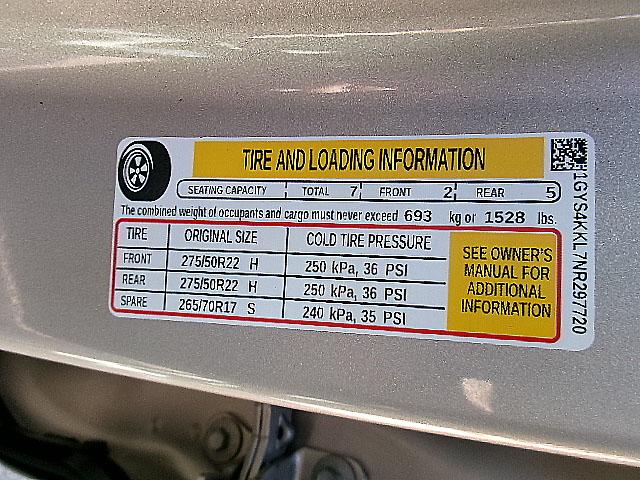 TIRE AND LOADING INFORMATION
SEATING CAPACITY TOTAL 7 FRONT 2 REAR 5
The combined weight of occupants and cargo must never exceed 693 kg or 1528 lbs.
TIRE ORIGINAL SIZE COLD TIRE PRESSURE
FRONT 275/50R22 H 250 kPa, 36 PSI
REAR 275/50R22 H 250 kPa, 36 PSI
SPARE 265/70R17 S 240 kPa, 35 PSI
SEE OWNER'S
MANUAL FOR
ADDITIONAL
INFORMATION
1GYS4KKL7NR297720